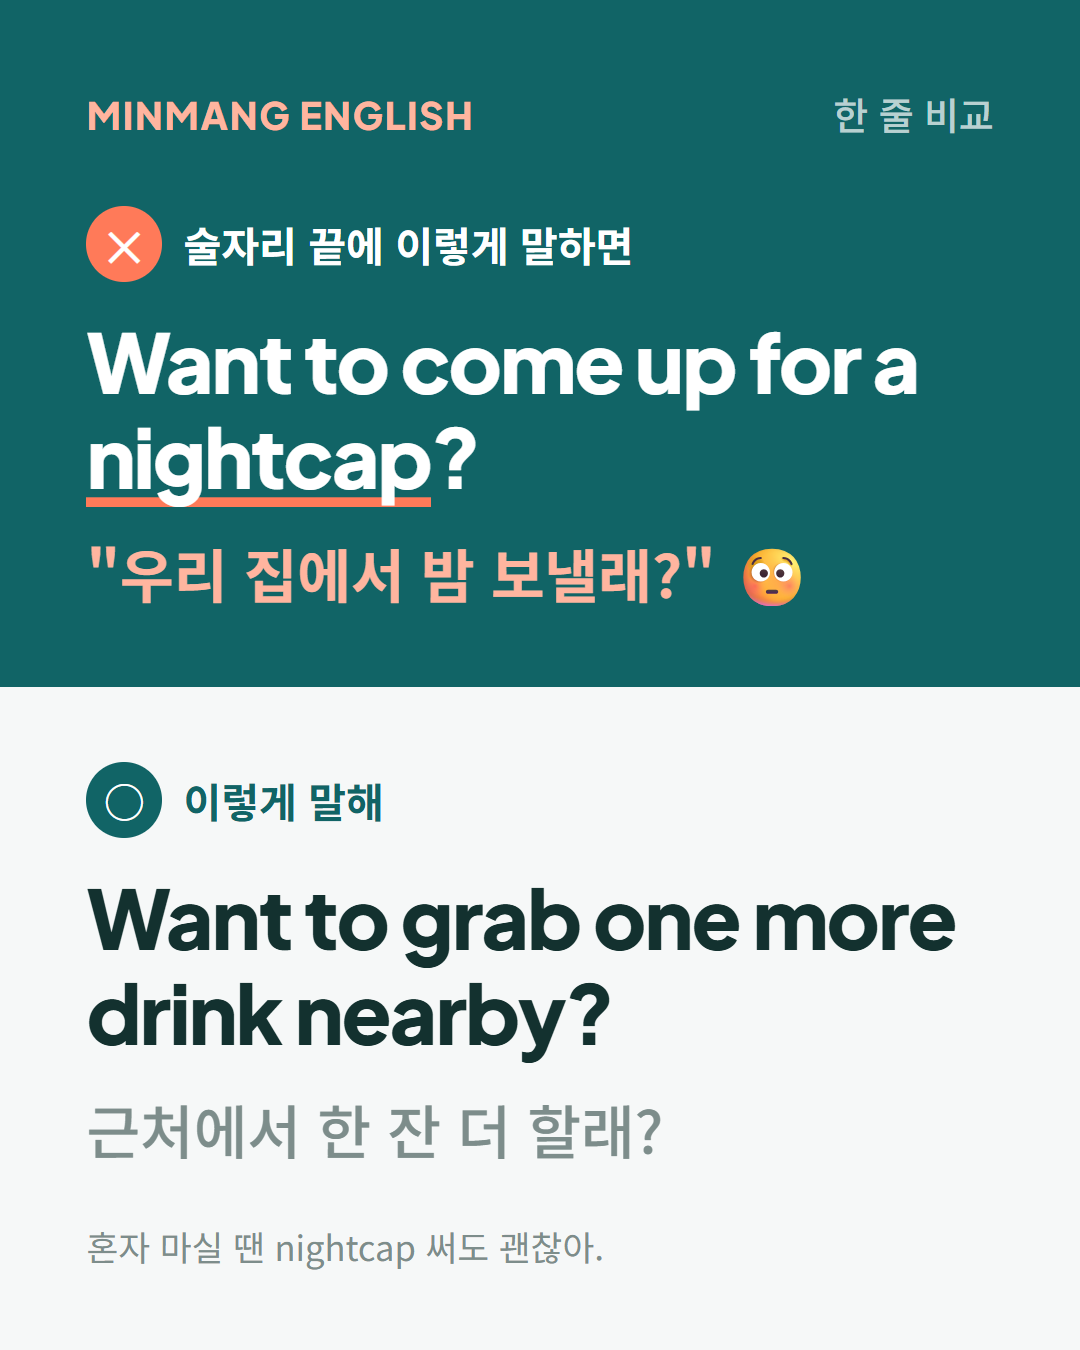 MINMANG ENGLISH
한 줄 비교
× 술자리 끝에 이렇게 말하면
Want to come up for a
nightcap?
"우리 집에서 밤 보낼래?" 😳
○ 이렇게 말해
Want to grab one more
drink nearby?
근처에서 한 잔 더 할래?
혼자 마실 땐 nightcap 써도 괜찮아.